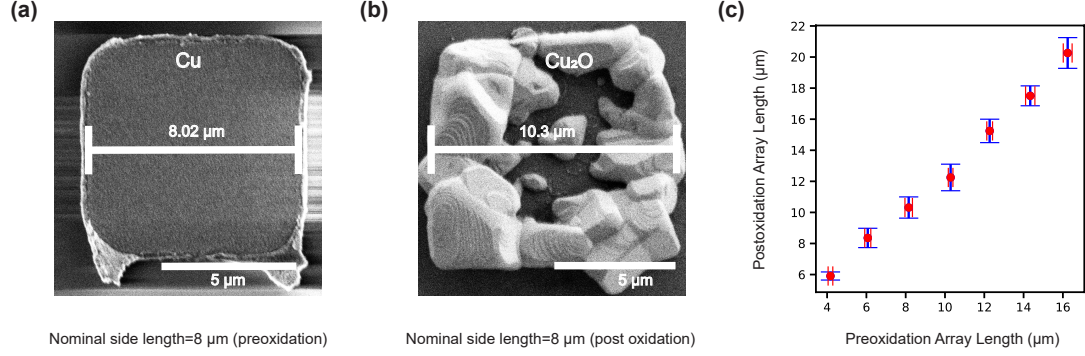 (a)
Cu
8.02 µm
5 µm
Nominal side length=8 µm (preoxidation)
(b)
Cu₂O
10.3 µm
5 µm
Nominal side length=8 µm (post oxidation)
(c)
Postoxidation Array Length (µm)
22
20
18
16
14
12
10
8
6
4 6 8 10 12 14 16
Preoxidation Array Length (µm)